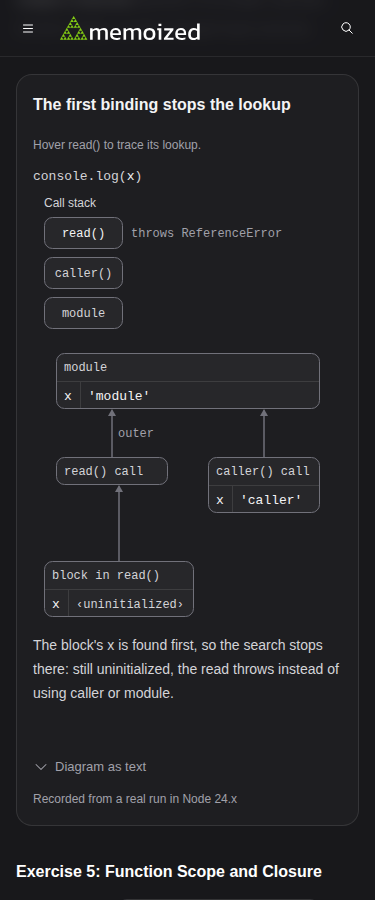 memoized
The first binding stops the lookup
Hover read() to trace its lookup.
console.log(x)
Call stack
read() throws ReferenceError
caller()
module
module
x 'module'
outer
read() call
caller() call
x 'caller'
block in read()
x ‹uninitialized›
The block's x is found first, so the search stops
there: still uninitialized, the read throws instead of
using caller or module.
Diagram as text
Recorded from a real run in Node 24.x
Exercise 5: Function Scope and Closure